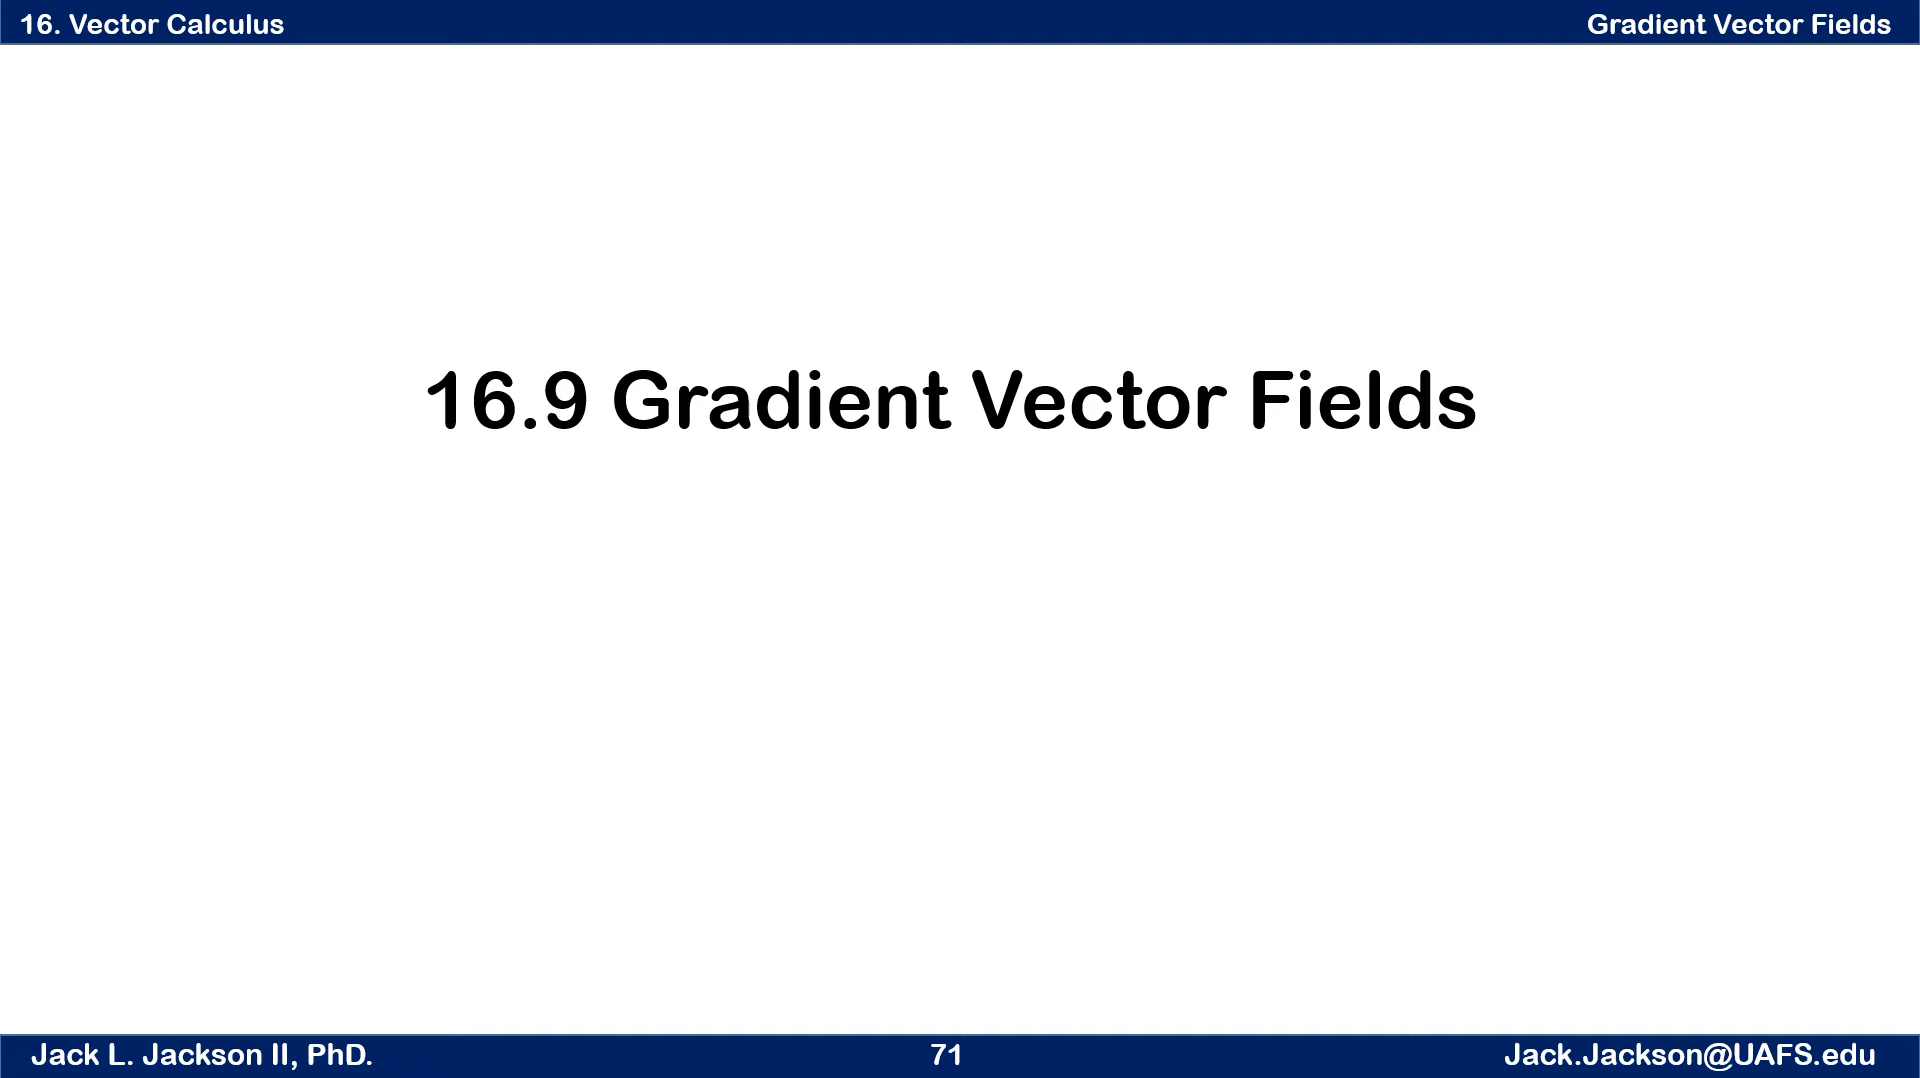 16. Vector Calculus
Gradient Vector Fields
16.9 Gradient Vector Fields
Jack L. Jackson II, PhD.
71
Jack.Jackson@UAFS.edu